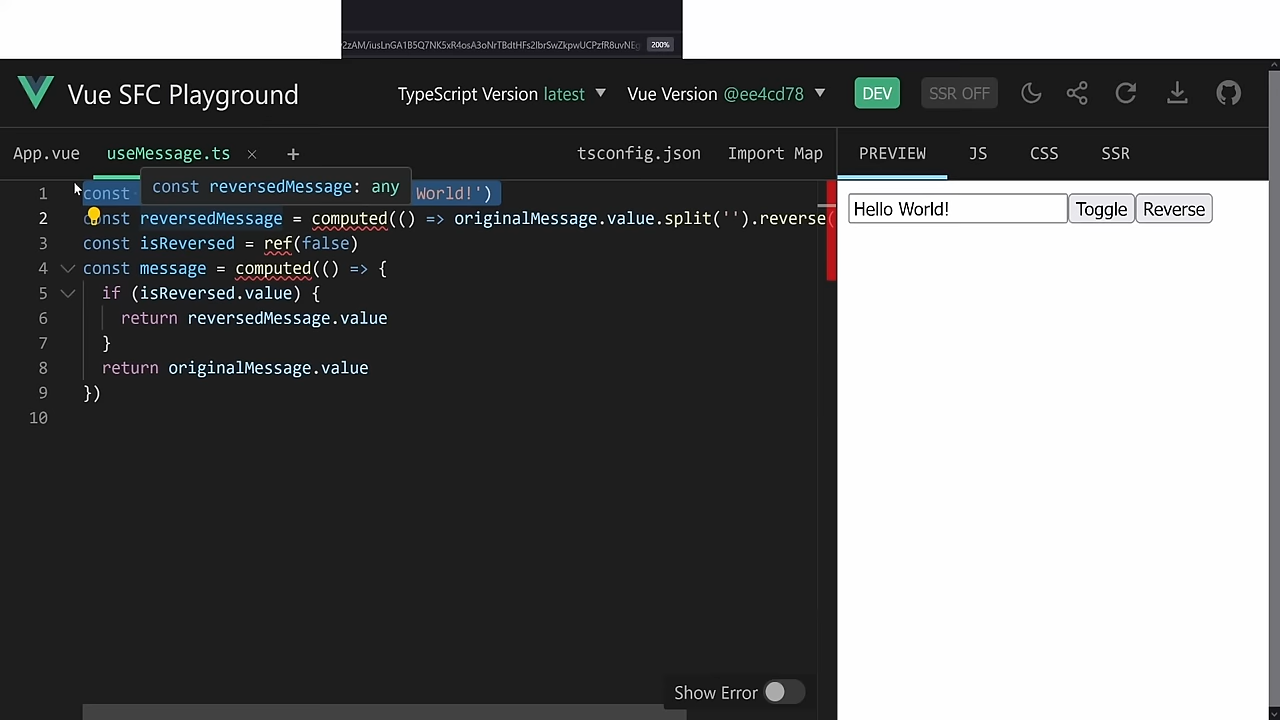 200%
Vue SFC Playground
TypeScript Version latest
Vue Version @ee4cd78
DEV
SSR OFF
App.vue
useMessage.ts
tsconfig.json
Import Map
PREVIEW
JS
CSS
SSR
const reversedMessage: any
1 const World!')
2 const reversedMessage = computed(() => originalMessage.value.split('').reverse(
3 const isReversed = ref(false)
4 const message = computed(() => {
5 if (isReversed.value) {
6 return reversedMessage.value
7 }
8 return originalMessage.value
9 })
10
Show Error
Hello World!
Toggle
Reverse